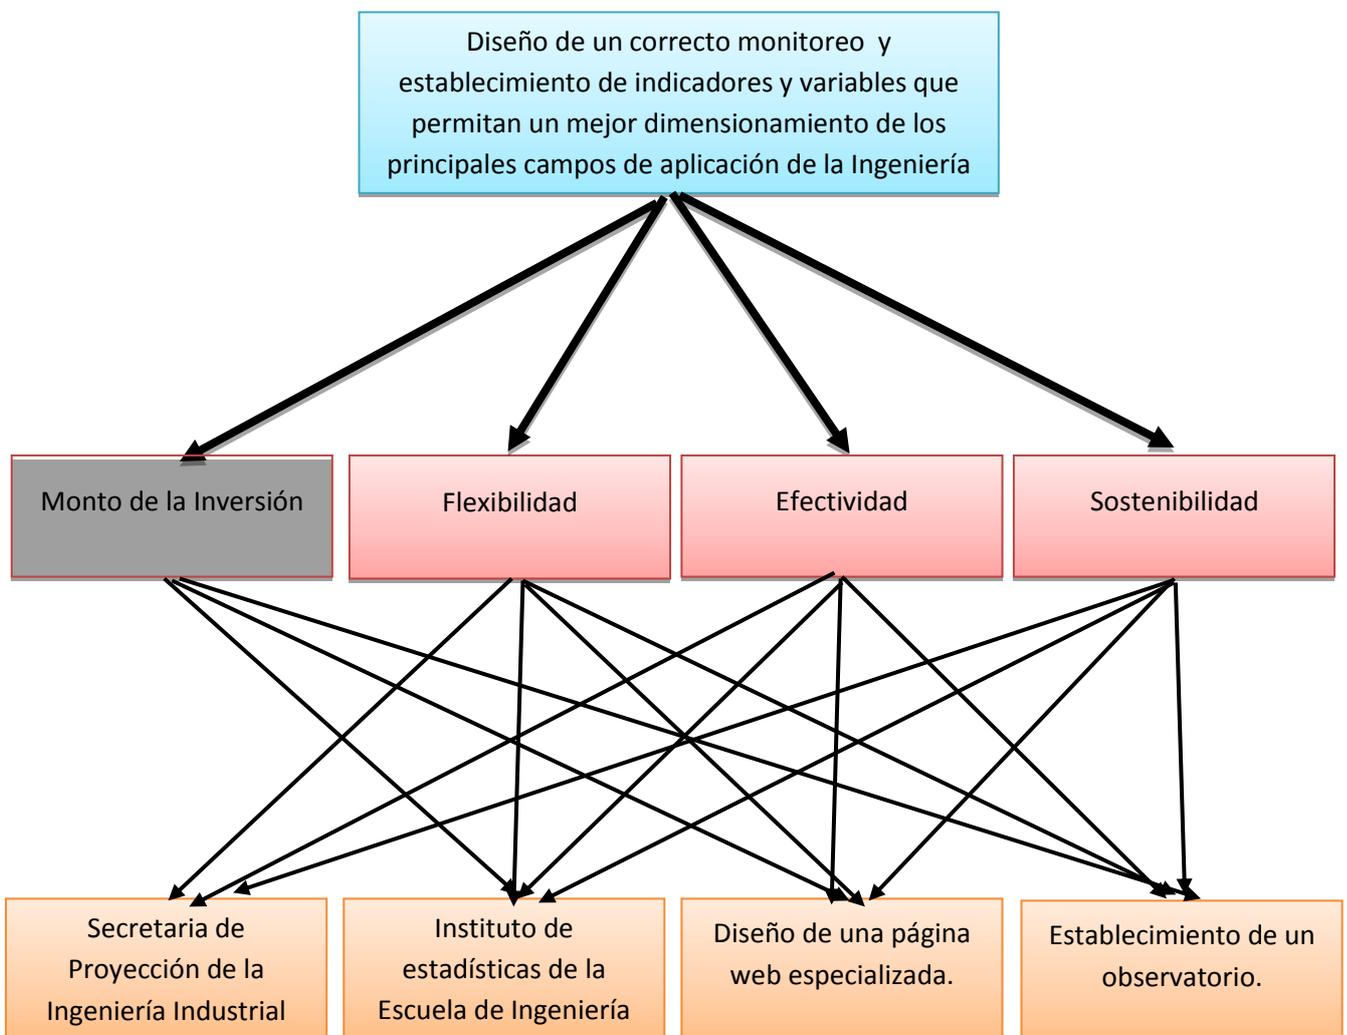 Diseño de un correcto monitoreo y
establecimiento de indicadores y variables que
permitan un mejor dimensionamiento de los
principales campos de aplicación de la Ingeniería
Monto de la Inversión
Flexibilidad
Efectividad
Sostenibilidad
Secretaria de
Proyección de la
Ingeniería Industrial
Instituto de
estadísticas de la
Escuela de Ingeniería
Diseño de una página
web especializada.
Establecimiento de un
observatorio.